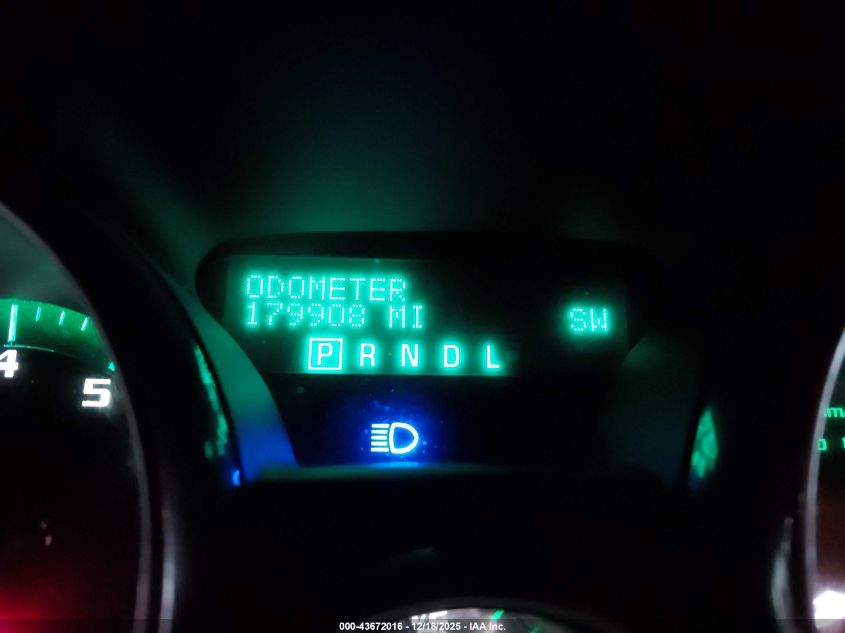 ODOMETER
179908 MI
SW
P R N D L
4
5
000-43672016 - 12/18/2025 - IAA Inc.